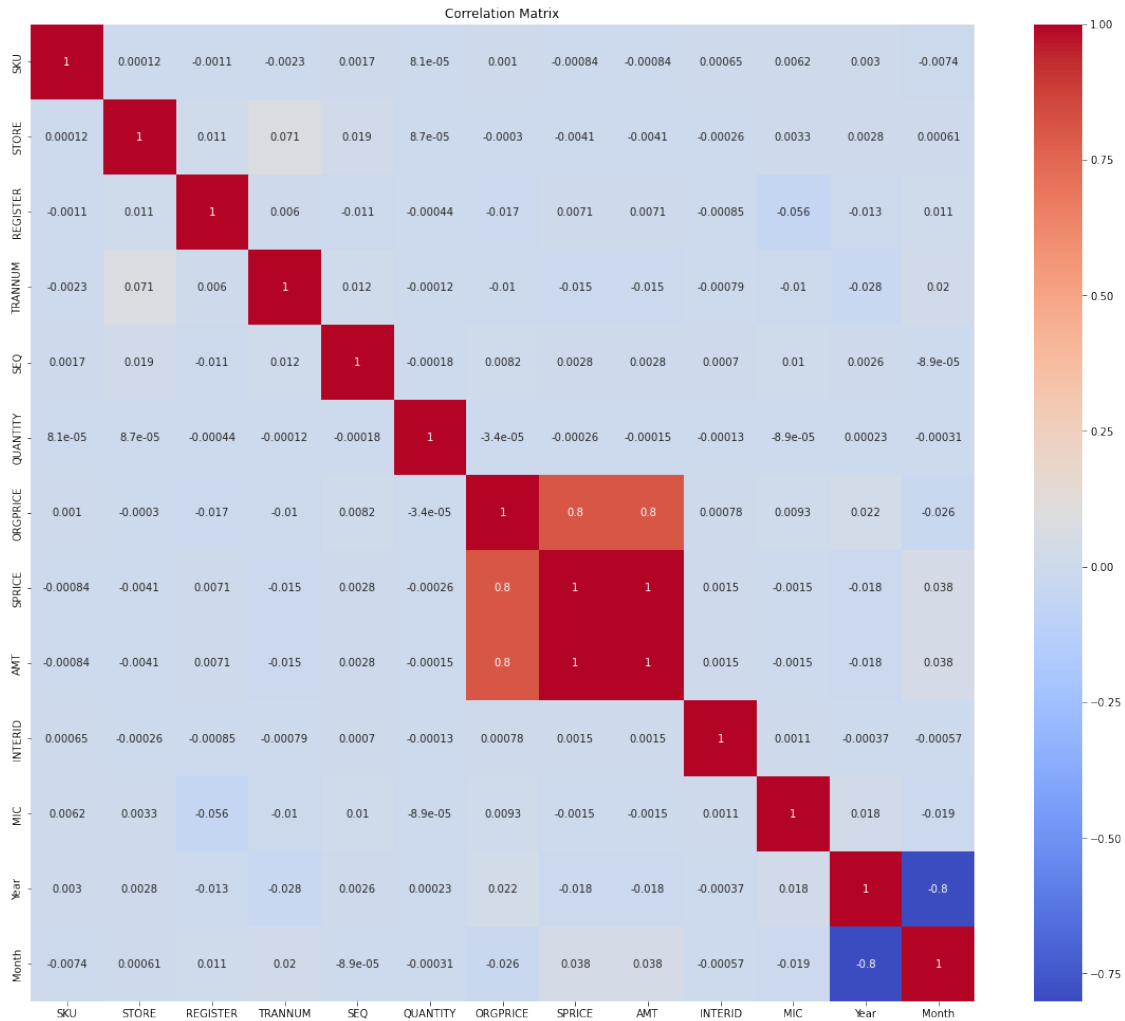 Correlation Matrix
SKU 1 0.00012 -0.0011 -0.0023 0.0017 8.1e-05 0.001 -0.00084 -0.00084 0.00065 0.0062 0.003 -0.0074
STORE 0.00012 1 0.011 0.071 0.019 8.7e-05 -0.0003 -0.0041 -0.0041 -0.00026 0.0033 0.0028 0.00061
REGISTER -0.0011 0.011 1 0.006 -0.011 -0.00044 -0.017 0.0071 0.0071 -0.00085 -0.056 -0.013 0.011
TRANNUM -0.0023 0.071 0.006 1 0.012 -0.00012 -0.01 -0.015 -0.015 -0.00079 -0.01 -0.028 0.02
SEQ 0.0017 0.019 -0.011 0.012 1 -0.00018 0.0082 0.0028 0.0028 0.0007 0.01 0.0026 -8.9e-05
QUANTITY 8.1e-05 8.7e-05 -0.00044 -0.00012 -0.00018 1 -3.4e-05 -0.00026 -0.00015 -0.00013 -8.9e-05 0.00023 -0.00031
ORGPRICE 0.001 -0.0003 -0.017 -0.01 0.0082 -3.4e-05 1 0.8 0.8 0.00078 0.0093 0.022 -0.026
SPRICE -0.00084 -0.0041 0.0071 -0.015 0.0028 -0.00026 0.8 1 1 0.0015 -0.0015 -0.018 0.038
AMT -0.00084 -0.0041 0.0071 -0.015 0.0028 -0.00015 0.8 1 1 0.0015 -0.0015 -0.018 0.038
INTERID 0.00065 -0.00026 -0.00085 -0.00079 0.0007 -0.00013 0.00078 0.0015 0.0015 1 0.0011 -0.00037 -0.00057
MIC 0.0062 0.0033 -0.056 -0.01 0.01 -8.9e-05 0.0093 -0.0015 -0.0015 0.0011 1 0.018 -0.019
Year 0.003 0.0028 -0.013 -0.028 0.0026 0.00023 0.022 -0.018 -0.018 -0.00037 0.018 1 -0.8
Month -0.0074 0.00061 0.011 0.02 -8.9e-05 -0.00031 -0.026 0.038 0.038 -0.00057 -0.019 -0.8 1
SKU STORE REGISTER TRANNUM SEQ QUANTITY ORGPRICE SPRICE AMT INTERID MIC Year Month
1.00
0.75
0.50
0.25
0.00
−0.25
−0.50
−0.75